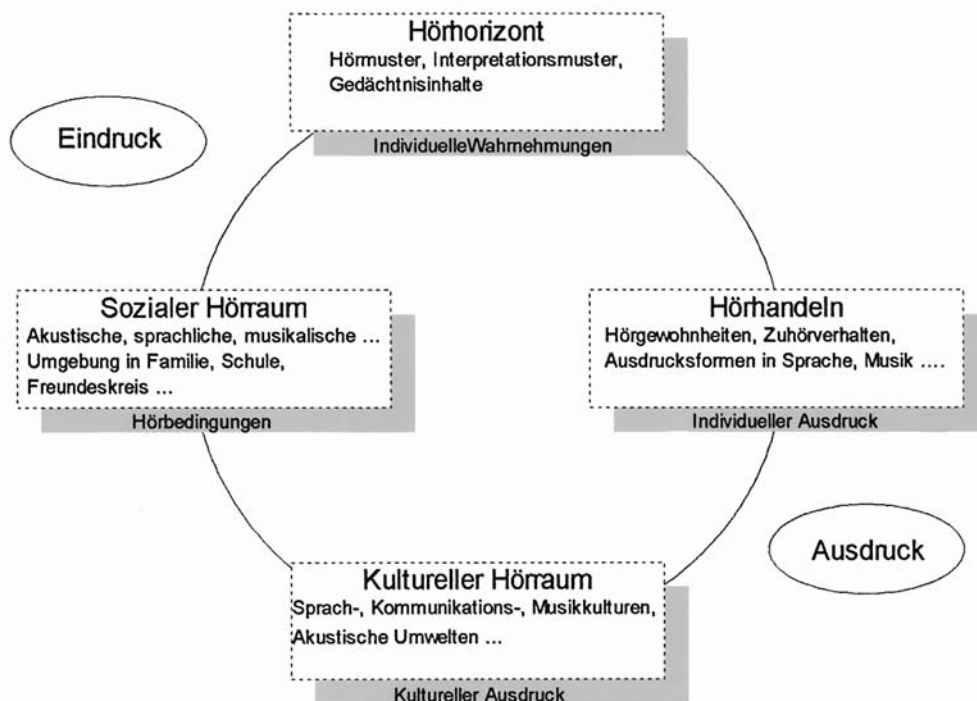 Hörhorizont
Hörmuster, Interpretationsmuster,
Gedächtnisinhalte
IndividuelleWahrnehmungen
Eindruck
Sozialer Hörraum
Akustische, sprachliche, musikalische ...
Umgebung in Familie, Schule,
Freundeskreis ...
Hörbedingungen
Hörhandeln
Hörgewohnheiten, Zuhörverhalten,
Ausdrucksformen in Sprache, Musik ....
Individueller Ausdruck
Ausdruck
Kultureller Hörraum
Sprach-, Kommunikations-, Musikkulturen,
Akustische Umwelten ...
Kultureller Ausdruck